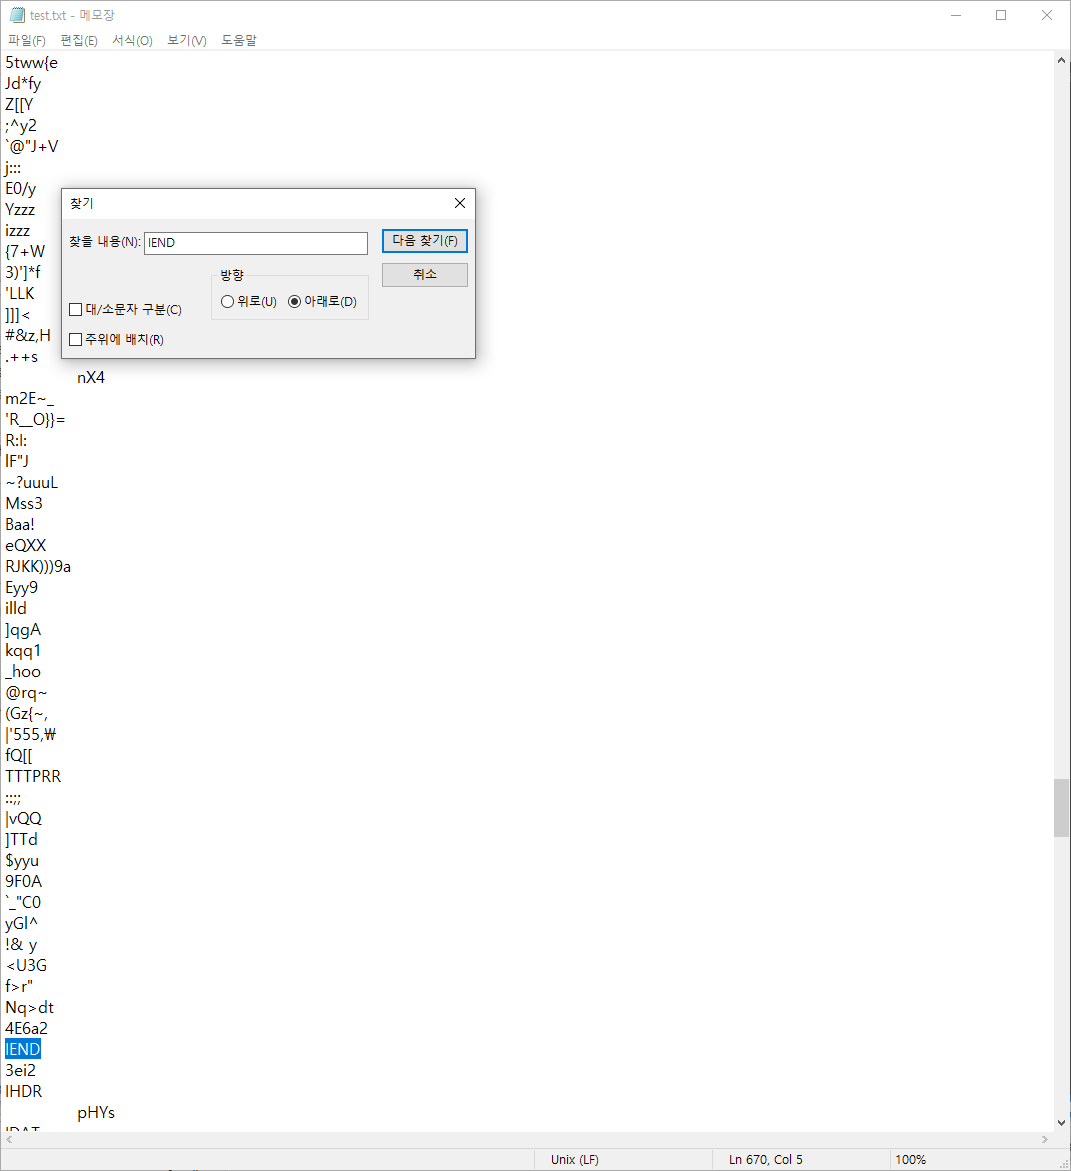 test.txt - 메모장
파일(F) 편집(E) 서식(O) 보기(V) 도움말
5tww{e
Jd*fy
Z[[Y
;^y2
`@"J+V
j:::
E0/y
Yzzz
izzz
{7+W
3)']*f
'LLK
]]]<
#&z,H
.++s
찾기
찾을 내용(N): IEND
다음 찾기(F)
취소
방향
위로(U) 아래로(D)
대/소문자 구분(C)
주위에 배치(R)
nX4
m2E~_
'R__O}}=
R:I:
IF"J
~?uuuL
Mss3
Baa!
eQXX
RJKK)))9a
Eyy9
illd
]qgA
kqq1
_hoo
@rq~
(Gz{~,
|'555,₩
fQ[[
TTTPRR
::;;
|vQQ
]TTd
$yyu
9F0A
`_"C0
yGl^
!& y
<U3G
f>r"
Nq>dt
4E6a2
IEND
3ei2
IHDR
pHYs
IDAT
Unix (LF) Ln 670, Col 5 100%